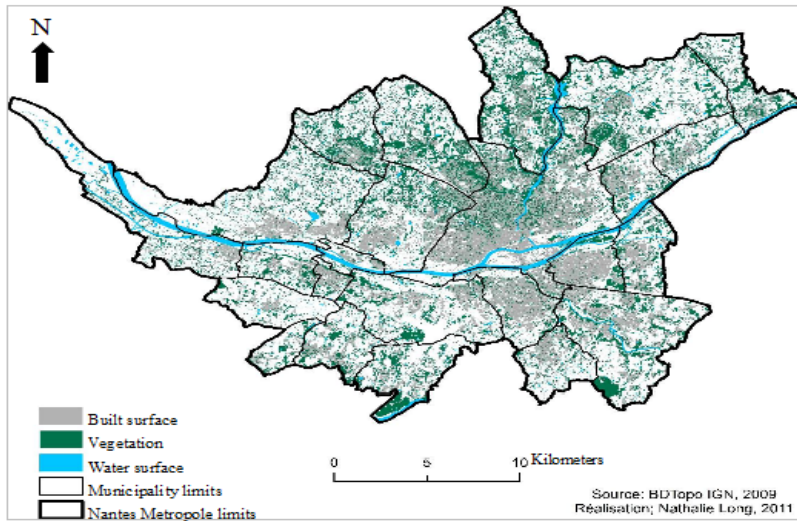 N
Built surface
Vegetation
Water surface
Municipality limits
Nantes Metropole limits
0 5 10 Kilometers
Source: BDTopo IGN, 2009
Réalisation; Nathalie Long, 2011